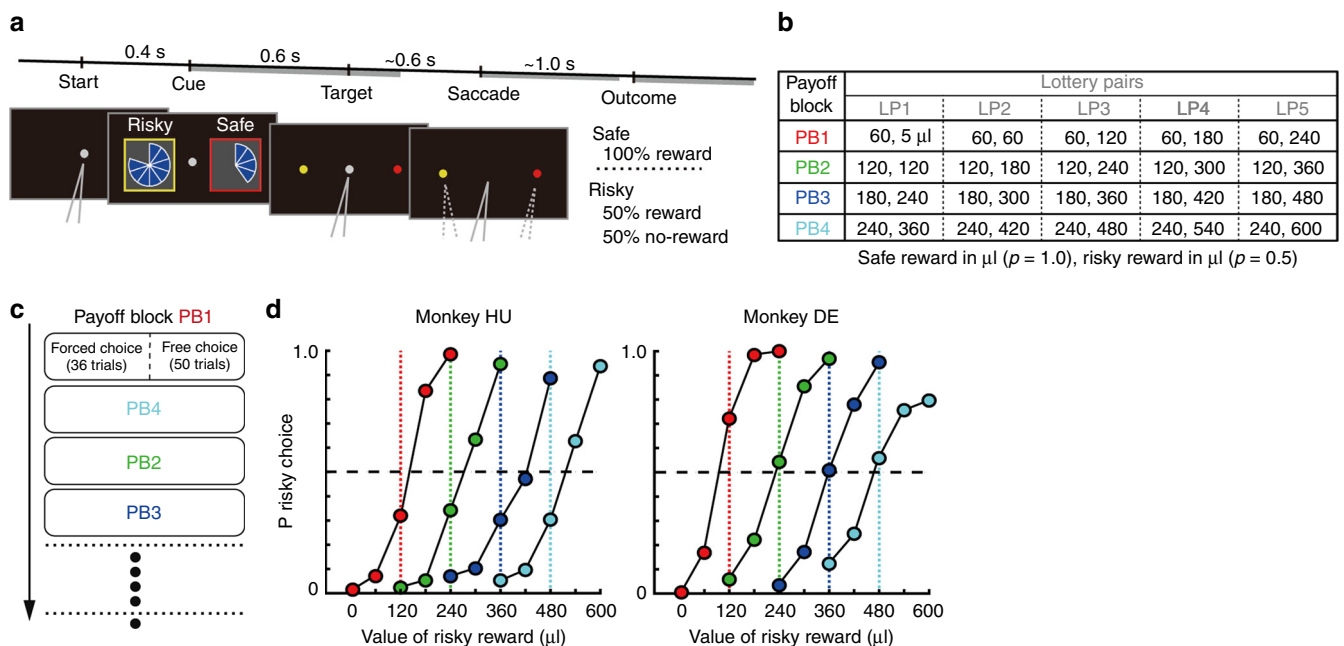 a
0.4 s
0.6 s
~0.6 s
~1.0 s
Start
Cue
Target
Saccade
Outcome
Risky
Safe
Safe
100% reward
Risky
50% reward
50% no-reward
b
Payoff block
Lottery pairs
LP1 LP2 LP3 LP4 LP5
PB1 60, 5 µl 60, 60 60, 120 60, 180 60, 240
PB2 120, 120 120, 180 120, 240 120, 300 120, 360
PB3 180, 240 180, 300 180, 360 180, 420 180, 480
PB4 240, 360 240, 420 240, 480 240, 540 240, 600
Safe reward in µl (p = 1.0), risky reward in µl (p = 0.5)
c
Payoff block PB1
Forced choice
(36 trials)
Free choice
(50 trials)
PB4
PB2
PB3
d
Monkey HU
P risky choice
1.0
0
0 120 240 360 480 600
Value of risky reward (µl)
Monkey DE
1.0
0
0 120 240 360 480 600
Value of risky reward (µl)